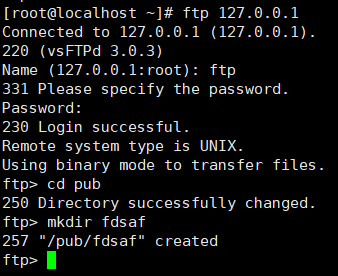 [root@localhost ~]# ftp 127.0.0.1
Connected to 127.0.0.1 (127.0.0.1).
220 (vsFTPd 3.0.3)
Name (127.0.0.1:root): ftp
331 Please specify the password.
Password:
230 Login successful.
Remote system type is UNIX.
Using binary mode to transfer files.
ftp> cd pub
250 Directory successfully changed.
ftp> mkdir fdsaf
257 "/pub/fdsaf" created
ftp>